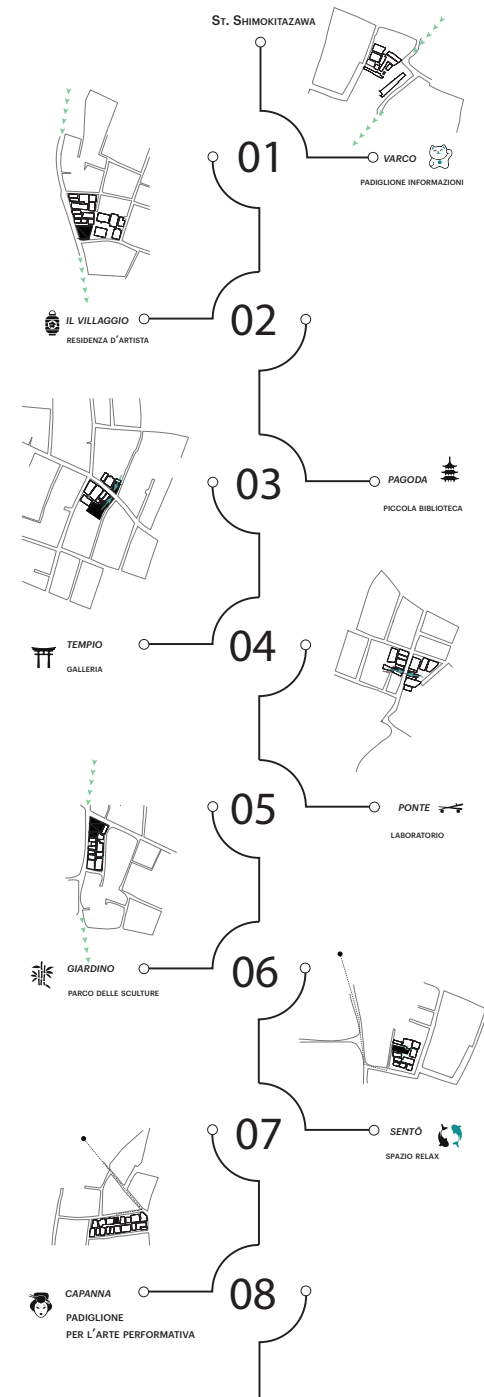 St. Shimokitazawa
01
VARCO
PADIGLIONE INFORMAZIONI
02
IL VILLAGGIO
RESIDENZA D'ARTISTA
03
PAGODA
PICCOLA BIBLIOTECA
04
TEMPIO
GALLERIA
05
PONTE
LABORATORIO
06
GIARDINO
PARCO DELLE SCULTURE
07
SENTŌ
SPAZIO RELAX
08
CAPANNA
PADIGLIONE
PER L'ARTE PERFORMATIVA